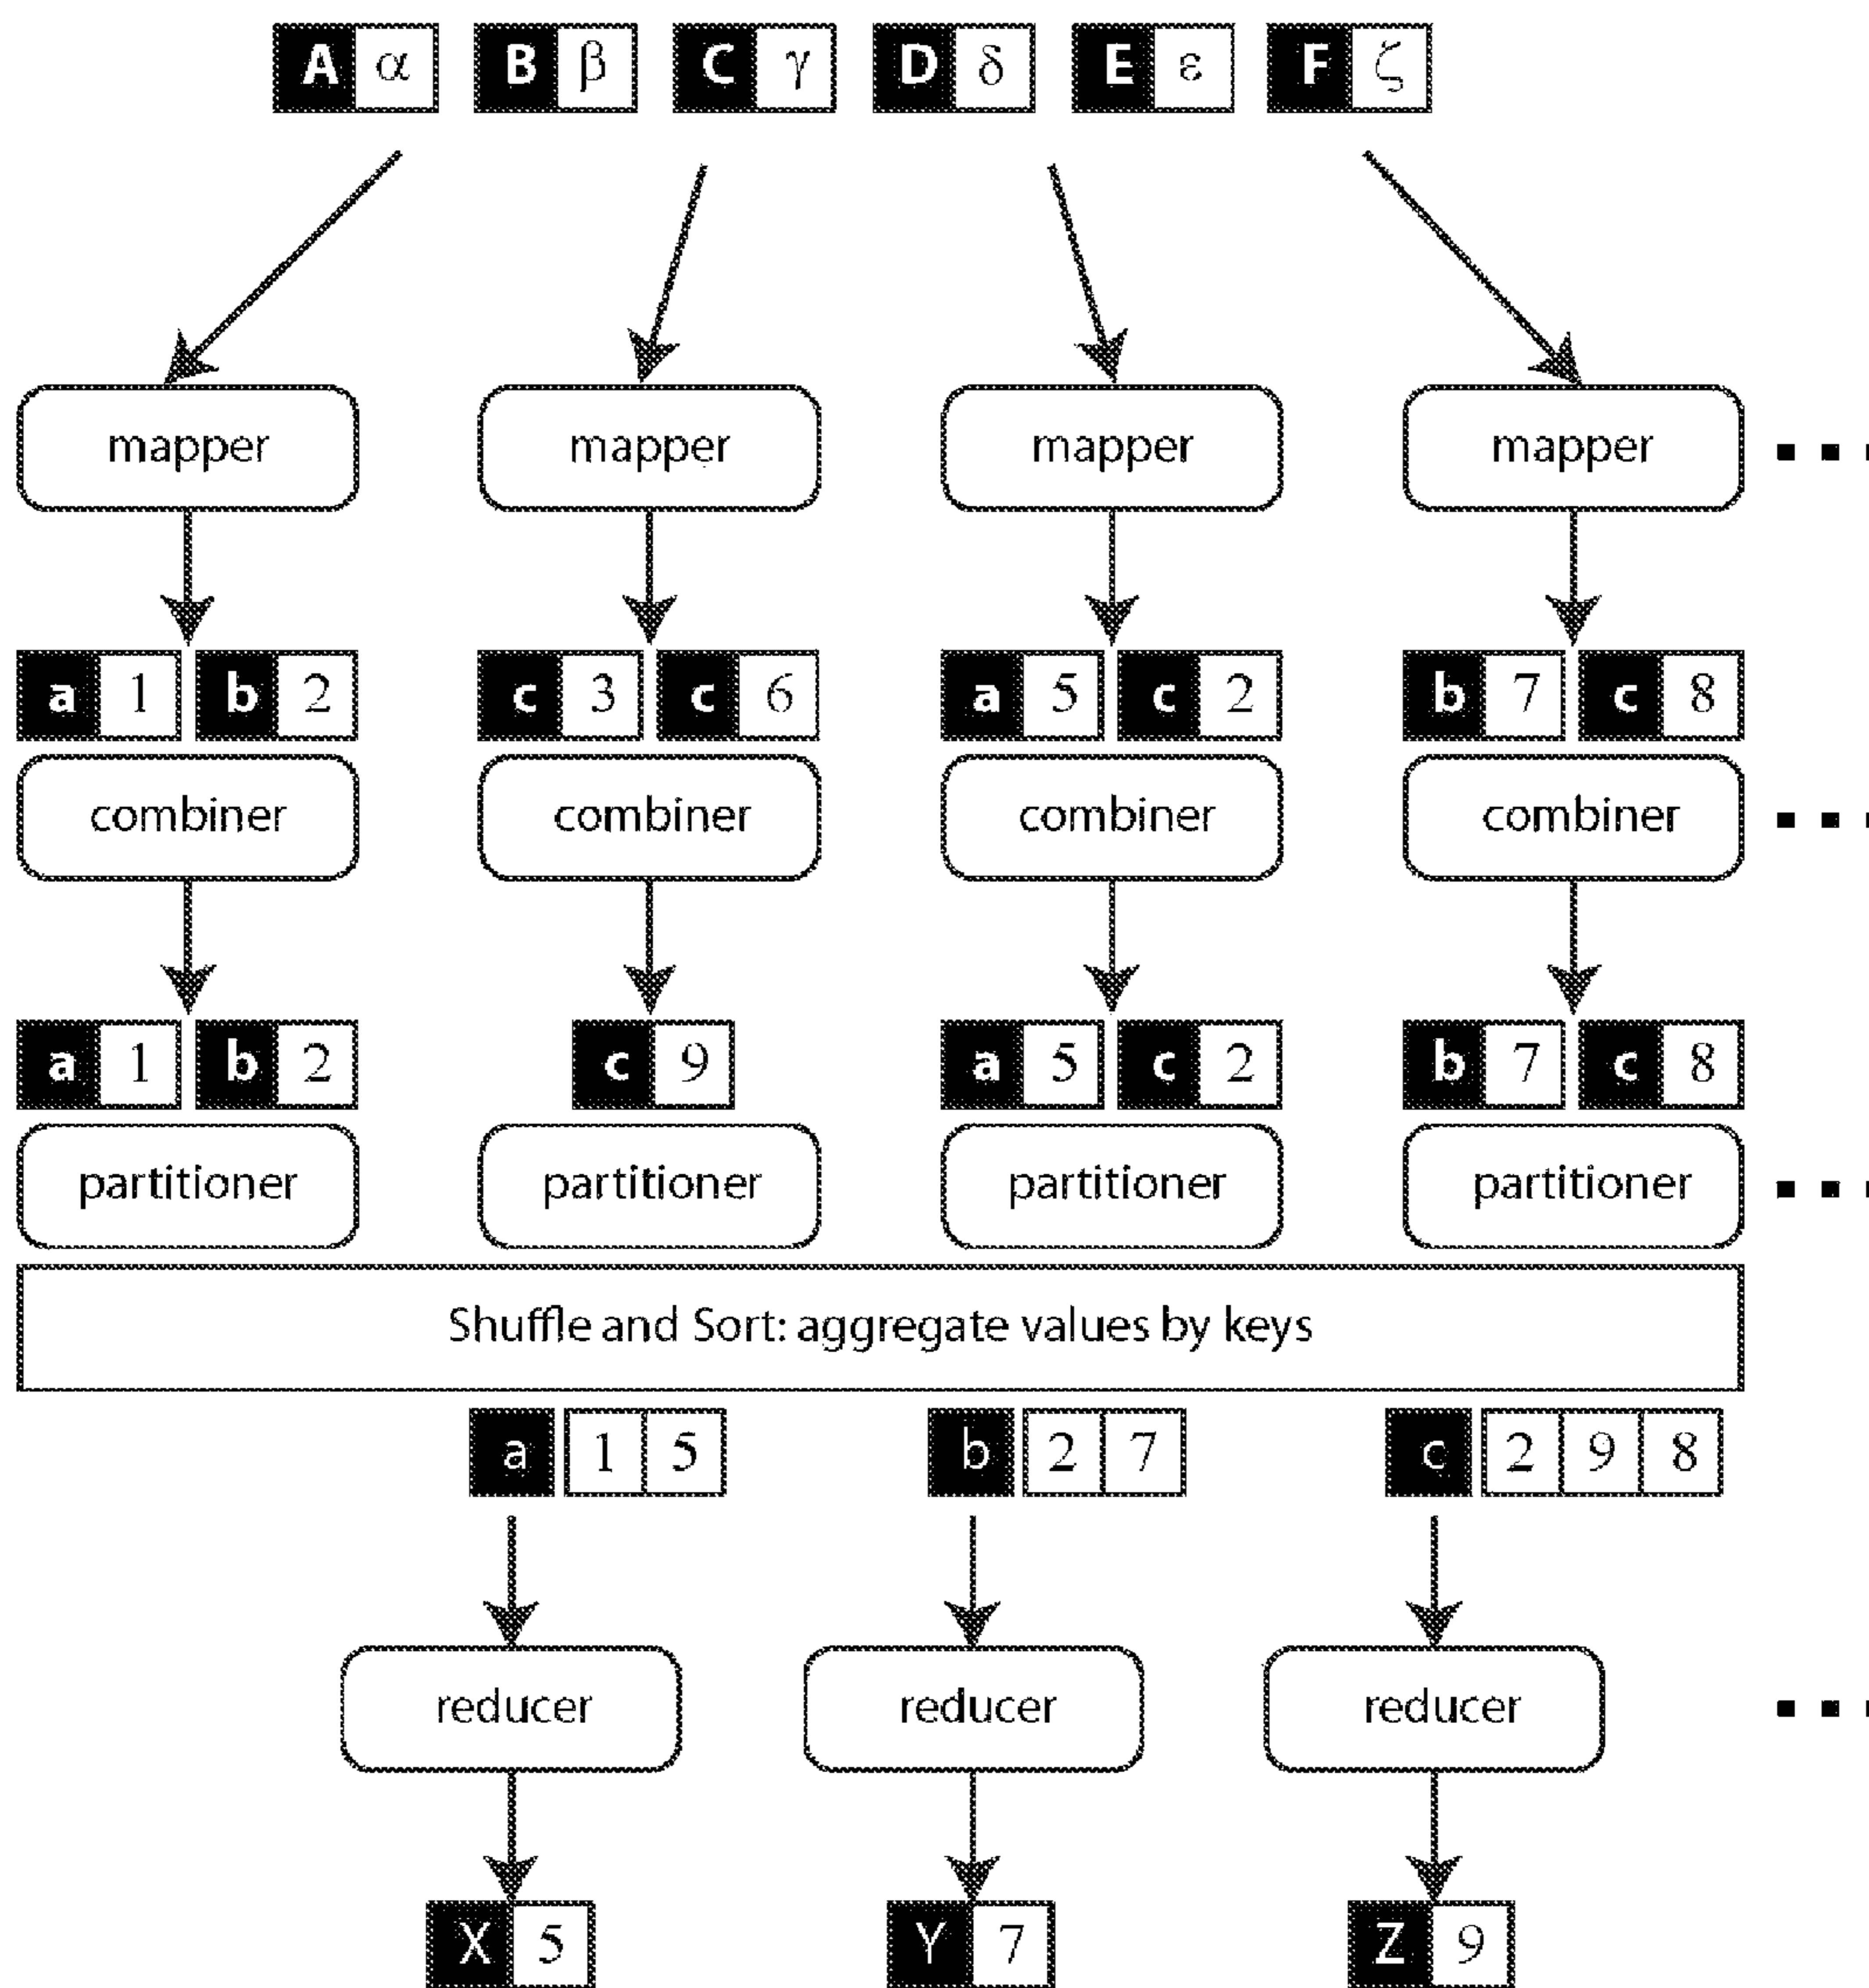 A α B β C γ D δ E ε F ζ
mapper mapper mapper mapper
a 1 b 2 c 3 c 6 a 5 c 2 b 7 c 8
combiner combiner combiner combiner
a 1 b 2 c 9 a 5 c 2 b 7 c 8
partitioner partitioner partitioner partitioner
Shuffle and Sort: aggregate values by keys
a 1 5 b 2 7 c 2 9 8
reducer reducer reducer
X 5 Y 7 Z 9